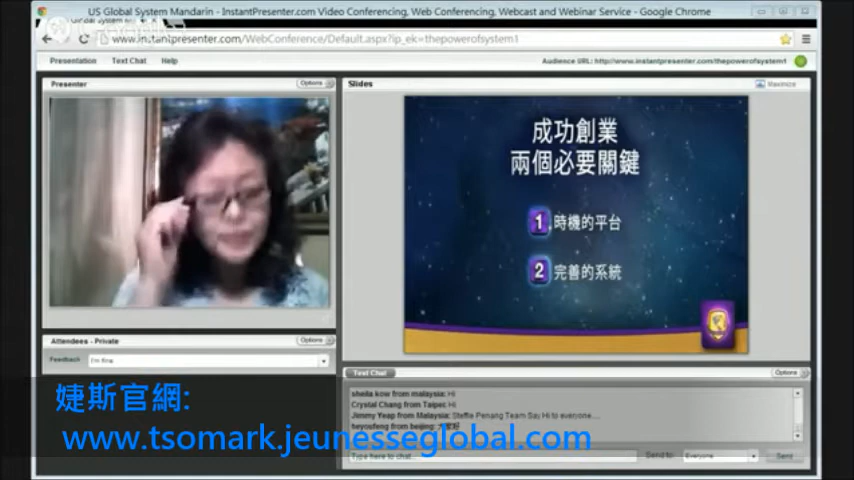 US Global System Mandarin - InstantPresenter.com Video Conferencing, Web Conferencing, Webcast and Webinar Service - Google Chrome
www.instantpresenter.com/WebConference/Default.aspx?ip_ek=thepowerofsystem1
Presentation Text Chat Help
Audience URL: http://www.instantpresenter.com/thepowerofsystem1
Presenter
Options
Slides
Maximize
成功創業
兩個必要關鍵
1 時機的平台
2 完善的系統
Attendees - Private
Options
Feedback
Text Chat
Options
sheila kow from malaysia: Hi
Crystal Chang from Taipei: Hi
Jimmy Yeap from Malaysia: Steffie Penang Team Say Hi to everyone....
heyoufeng from beijing: 大家好
Type here to chat...
Send to: Everyone
Send
婕斯官網:
www.tsomark.jeunesseglobal.com